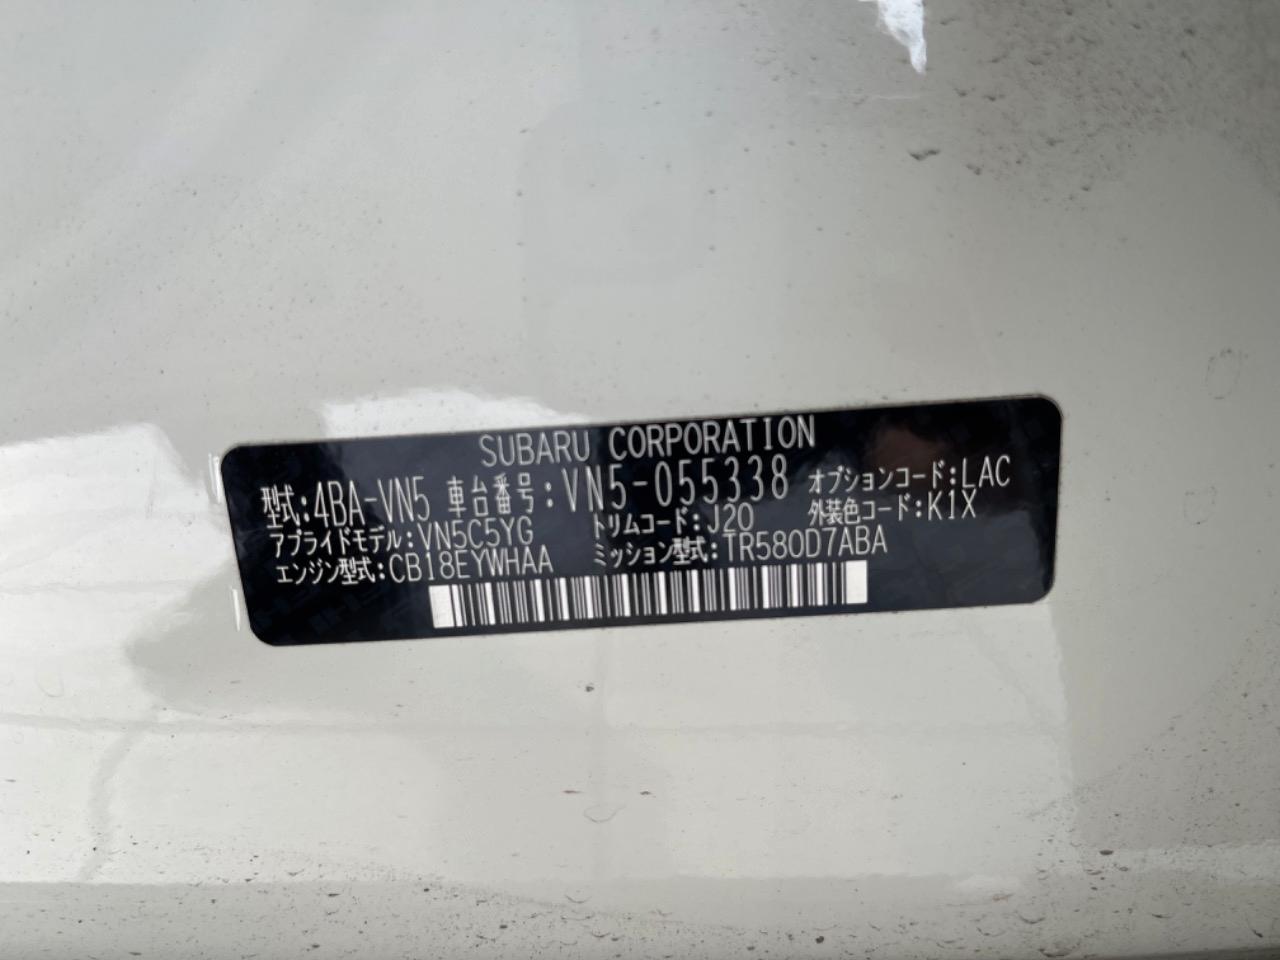 SUBARU CORPORATION
型式:4BA-VN5 車台番号:VN5-055338 オプションコード:LAC
アプライドモデル:VN5C5YG トリムコード:J20 外装色コード:K1X
エンジン型式:CB18EYWHAA ミッション型式:TR580D7ABA